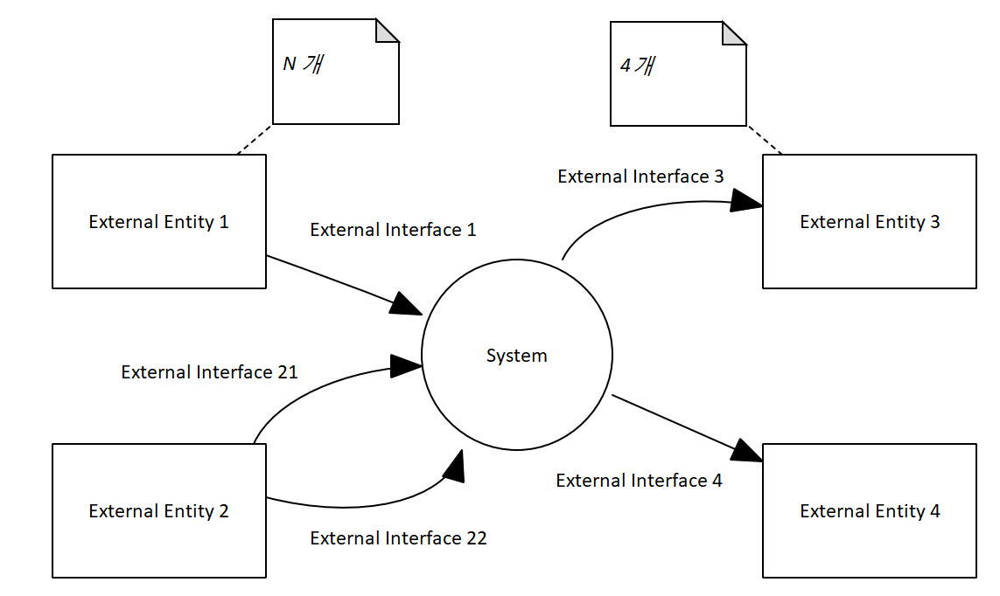 N 개
4개
External Entity 1
External Interface 1
External Interface 3
External Entity 3
System
External Interface 21
External Entity 2
External Interface 22
External Interface 4
External Entity 4